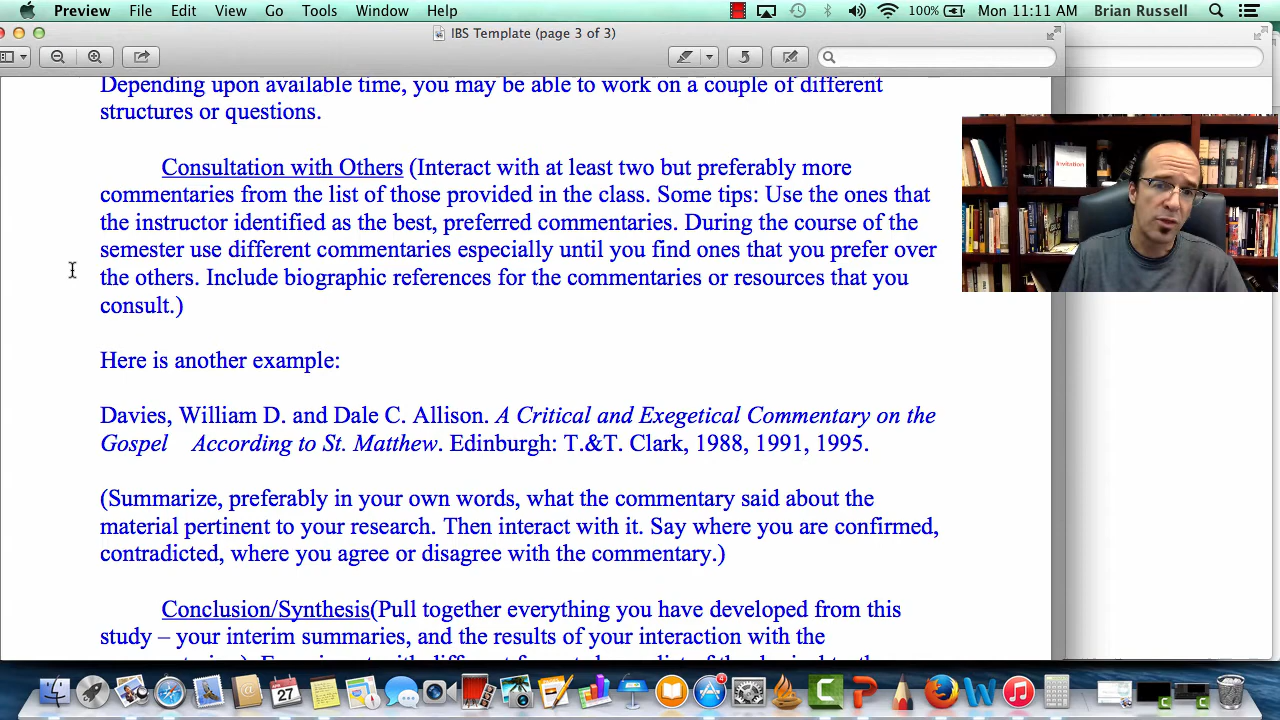 Preview File Edit View Go Tools Window Help 100% Mon 11:11 AM Brian Russell
IBS Template (page 3 of 3)
Depending upon available time, you may be able to work on a couple of different
structures or questions.
Consultation with Others (Interact with at least two but preferably more
commentaries from the list of those provided in the class. Some tips: Use the ones that
the instructor identified as the best, preferred commentaries. During the course of the
semester use different commentaries especially until you find ones that you prefer over
the others. Include biographic references for the commentaries or resources that you
consult.)
Here is another example:
Davies, William D. and Dale C. Allison. A Critical and Exegetical Commentary on the
Gospel According to St. Matthew. Edinburgh: T.&T. Clark, 1988, 1991, 1995.
(Summarize, preferably in your own words, what the commentary said about the
material pertinent to your research. Then interact with it. Say where you are confirmed,
contradicted, where you agree or disagree with the commentary.)
Conclusion/Synthesis(Pull together everything you have developed from this
study – your interim summaries, and the results of your interaction with the
Invitation
27
4